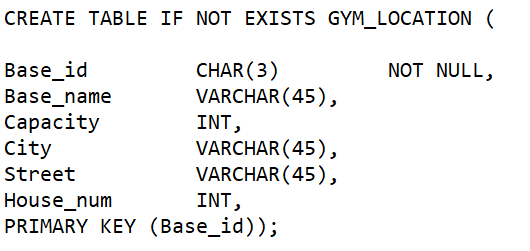 CREATE TABLE IF NOT EXISTS GYM_LOCATION (
Base_id CHAR(3) NOT NULL,
Base_name VARCHAR(45),
Capacity INT,
City VARCHAR(45),
Street VARCHAR(45),
House_num INT,
PRIMARY KEY (Base_id));